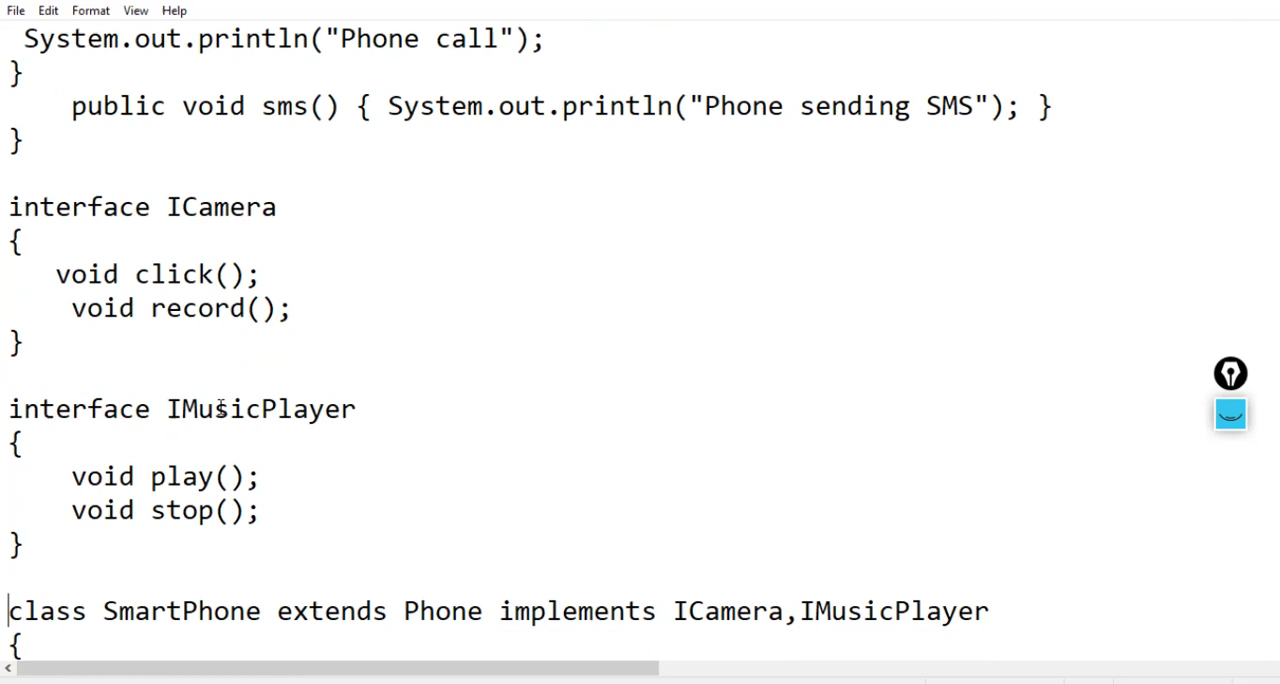 File Edit Format View Help
System.out.println("Phone call");
}
public void sms() { System.out.println("Phone sending SMS"); }
}
interface ICamera
{
void click();
void record();
}
interface IMusicPlayer
{
void play();
void stop();
}
class SmartPhone extends Phone implements ICamera,IMusicPlayer
{